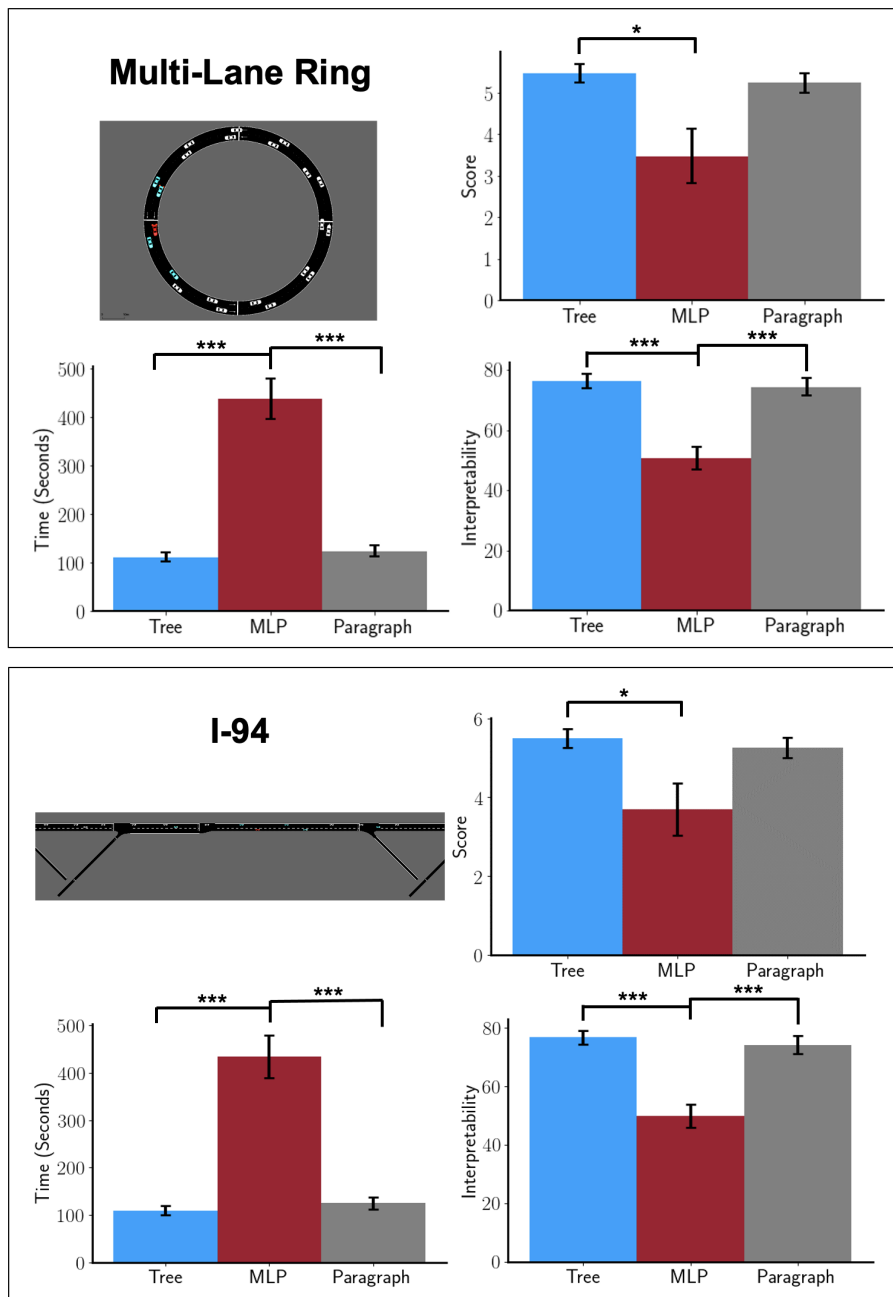 Multi-Lane Ring
*
Score
5
4
3
2
1
0
Tree MLP Paragraph
*** ***
Time (Seconds)
500
400
300
200
100
0
Tree MLP Paragraph
*** ***
Interpretability
80
60
40
20
0
Tree MLP Paragraph
I-94
*
Score
6
4
2
0
Tree MLP Paragraph
*** ***
Time (Seconds)
500
400
300
200
100
0
Tree MLP Paragraph
*** ***
Interpretability
80
60
40
20
0
Tree MLP Paragraph